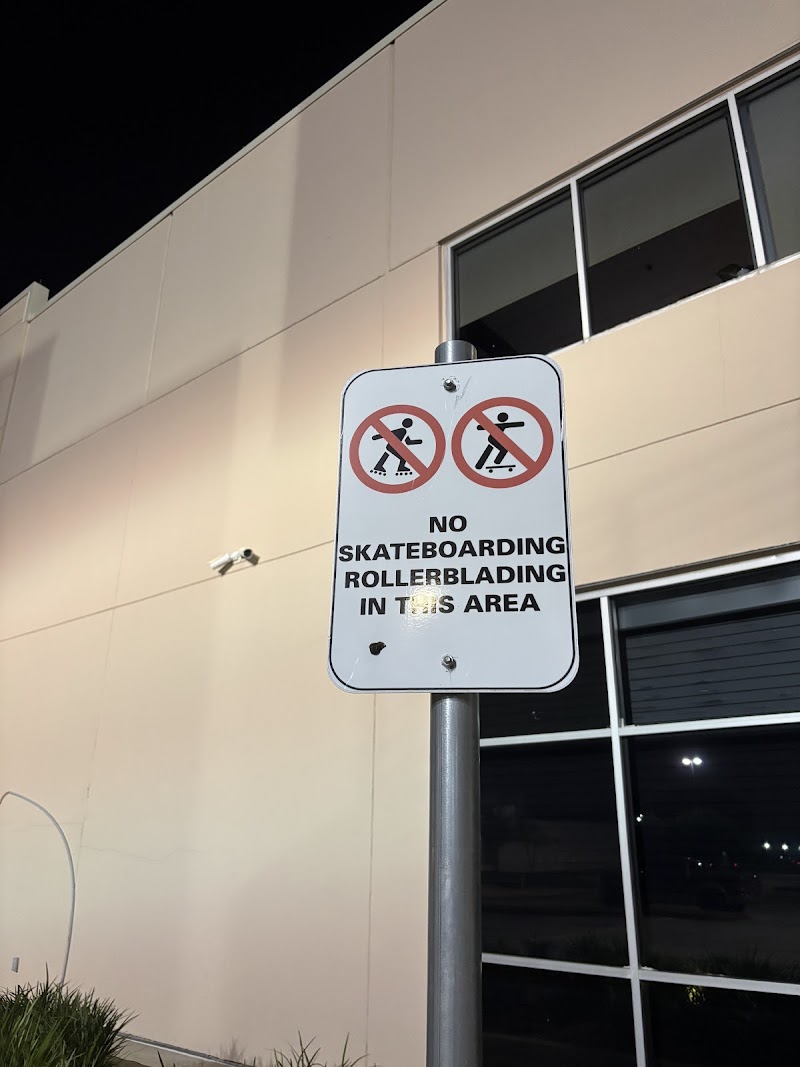 NO
SKATEBOARDING
ROLLERBLADING
IN THIS AREA